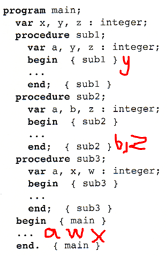 program main;
var x, y, z : integer;
procedure sub1;
var a, y, z : integer;
begin { sub1 } y
...
end; { sub1 }
procedure sub2;
var a, b, z : integer;
begin { sub2 }
...
end; { sub2 } b,z
procedure sub3;
var a, x, w : integer;
begin { sub3 }
...
end; { sub3 }
begin { main }
... a w x
end. { main }